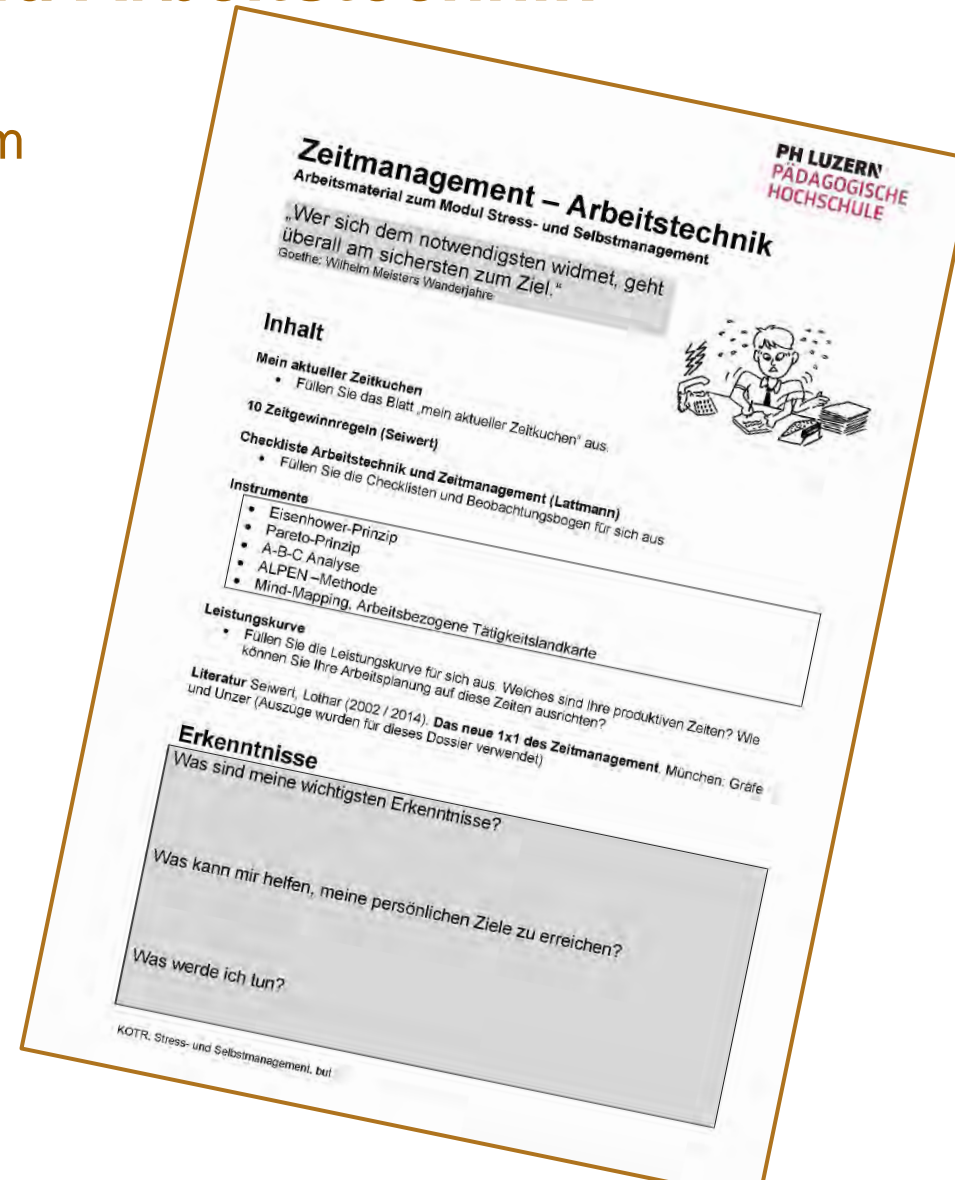 Arbeitstechnik
m
PH LUZERN
PÄDAGOGISCHE
HOCHSCHULE
Zeitmanagement – Arbeitstechnik
Arbeitsmaterial zum Modul Stress- und Selbstmanagement
„Wer sich dem notwendigsten widmet, geht
überall am sichersten zum Ziel.“
Goethe: Wilhelm Meisters Wanderjahre
Inhalt
Mein aktueller Zeitkuchen
• Füllen Sie das Blatt „mein aktueller Zeitkuchen“ aus.
10 Zeitgewinnregeln (Seiwert)
Checkliste Arbeitstechnik und Zeitmanagement (Lattmann)
• Füllen Sie die Checklisten und Beobachtungsbogen für sich aus
Instrumente
• Eisenhower-Prinzip
• Pareto-Prinzip
• A-B-C Analyse
• ALPEN –Methode
• Mind-Mapping, Arbeitsbezogene Tätigkeitslandkarte
Leistungskurve
• Füllen Sie die Leistungskurve für sich aus. Welches sind Ihre produktiven Zeiten? Wie
können Sie Ihre Arbeitsplanung auf diese Zeiten ausrichten?
Literatur Seiwert, Lothar (2002 / 2014). Das neue 1x1 des Zeitmanagement. München: Gräfe
und Unzer (Auszüge wurden für dieses Dossier verwendet)
Erkenntnisse
Was sind meine wichtigsten Erkenntnisse?
Was kann mir helfen, meine persönlichen Ziele zu erreichen?
Was werde ich tun?
KOTR, Stress- und Selbstmanagement, but